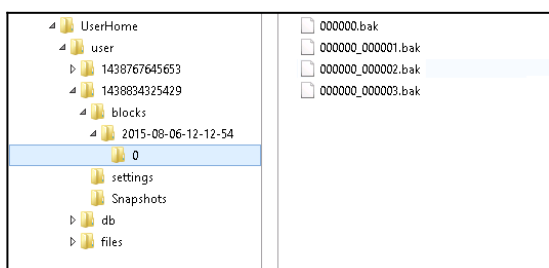 UserHome
user
1438767645653
1438834325429
blocks
2015-08-06-12-12-54
0
settings
Snapshots
db
files
000000.bak
000000_000001.bak
000000_000002.bak
000000_000003.bak